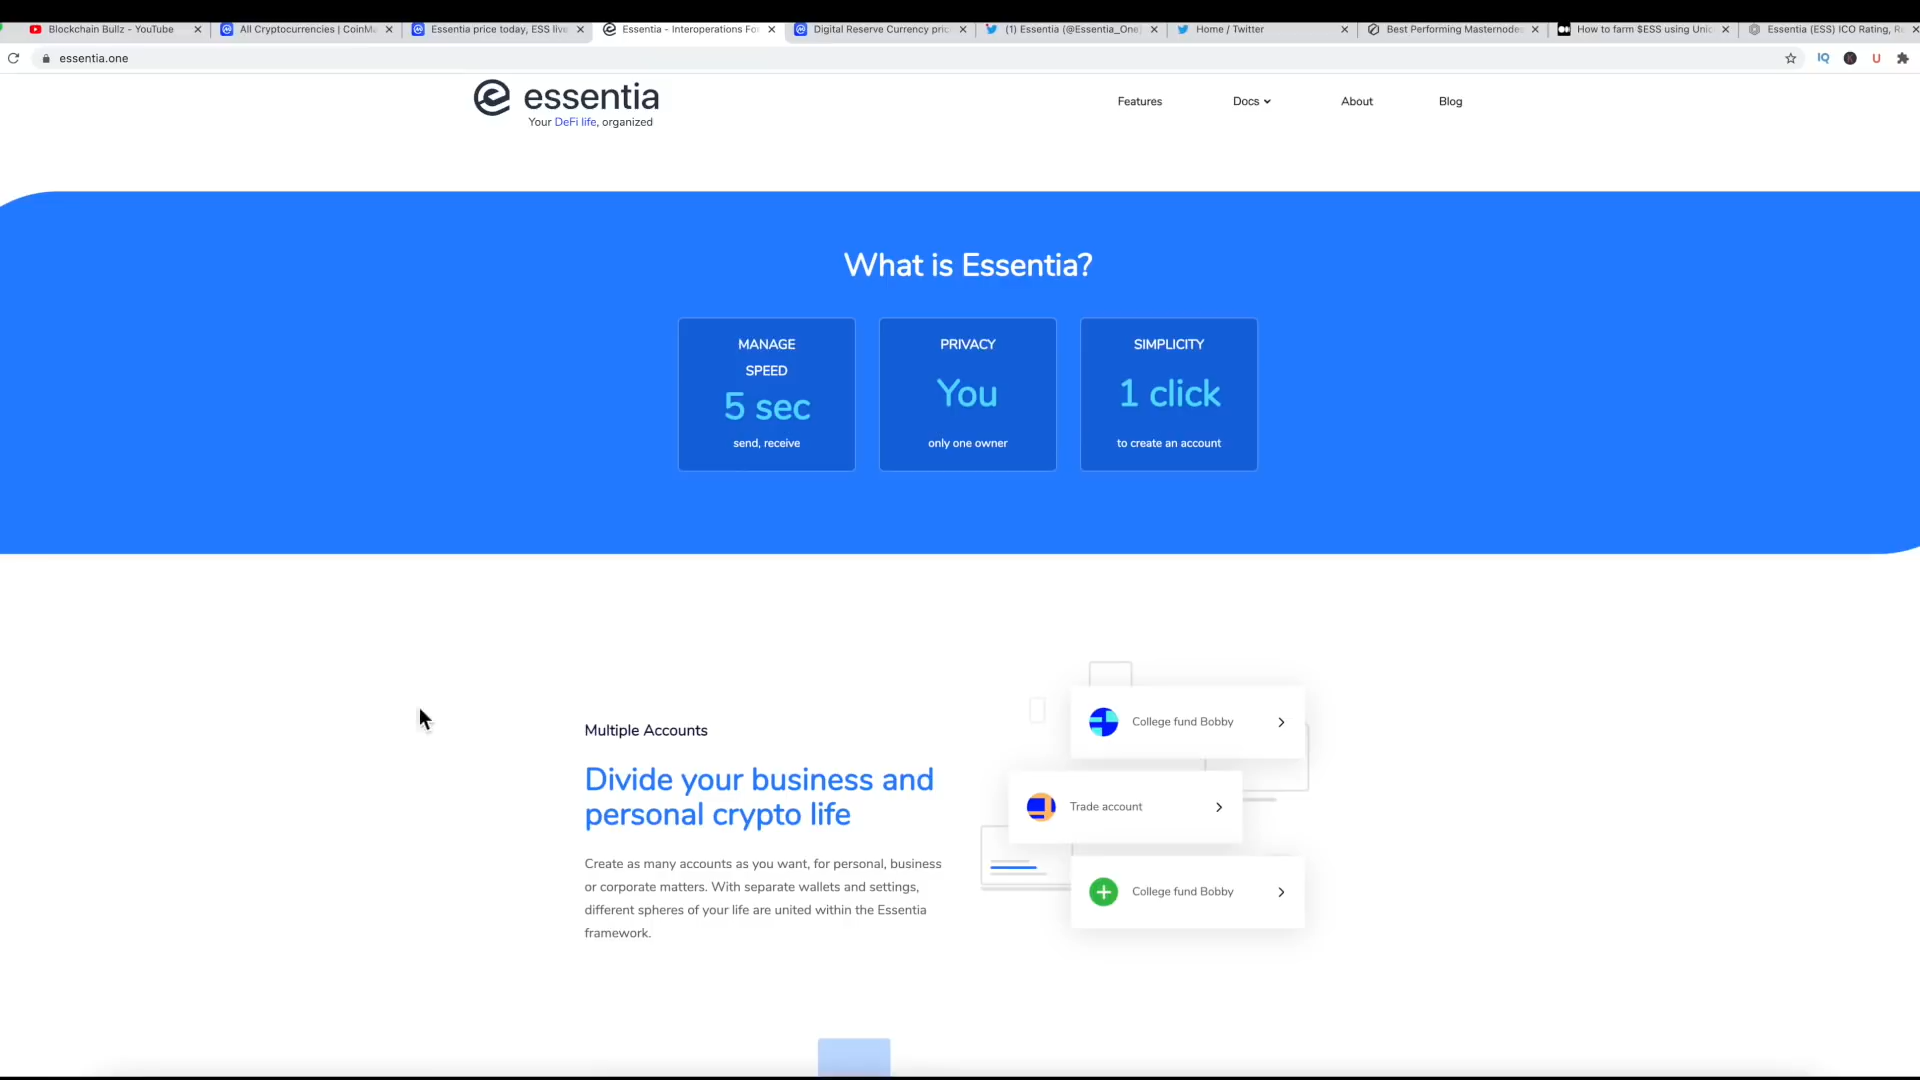 Blockchain Bullz - YouTube
All Cryptocurrencies | CoinM
Essentia price today, ESS live
Essentia - Interoperations Fo
Digital Reserve Currency pric
(1) Essentia (@Essentia_One)
Home / Twitter
Best Performing Masternodes
How to farm $ESS using Unic
Essentia (ESS) ICO Rating, R
essentia.one
IQ
U
essentia
Your DeFi life, organized
Features
Docs
About
Blog
What is Essentia?
MANAGE
SPEED
5 sec
send, receive
PRIVACY
You
only one owner
SIMPLICITY
1 click
to create an account
Multiple Accounts
Divide your business and
personal crypto life
Create as many accounts as you want, for personal, business
or corporate matters. With separate wallets and settings,
different spheres of your life are united within the Essentia
framework.
College fund Bobby
Trade account
College fund Bobby